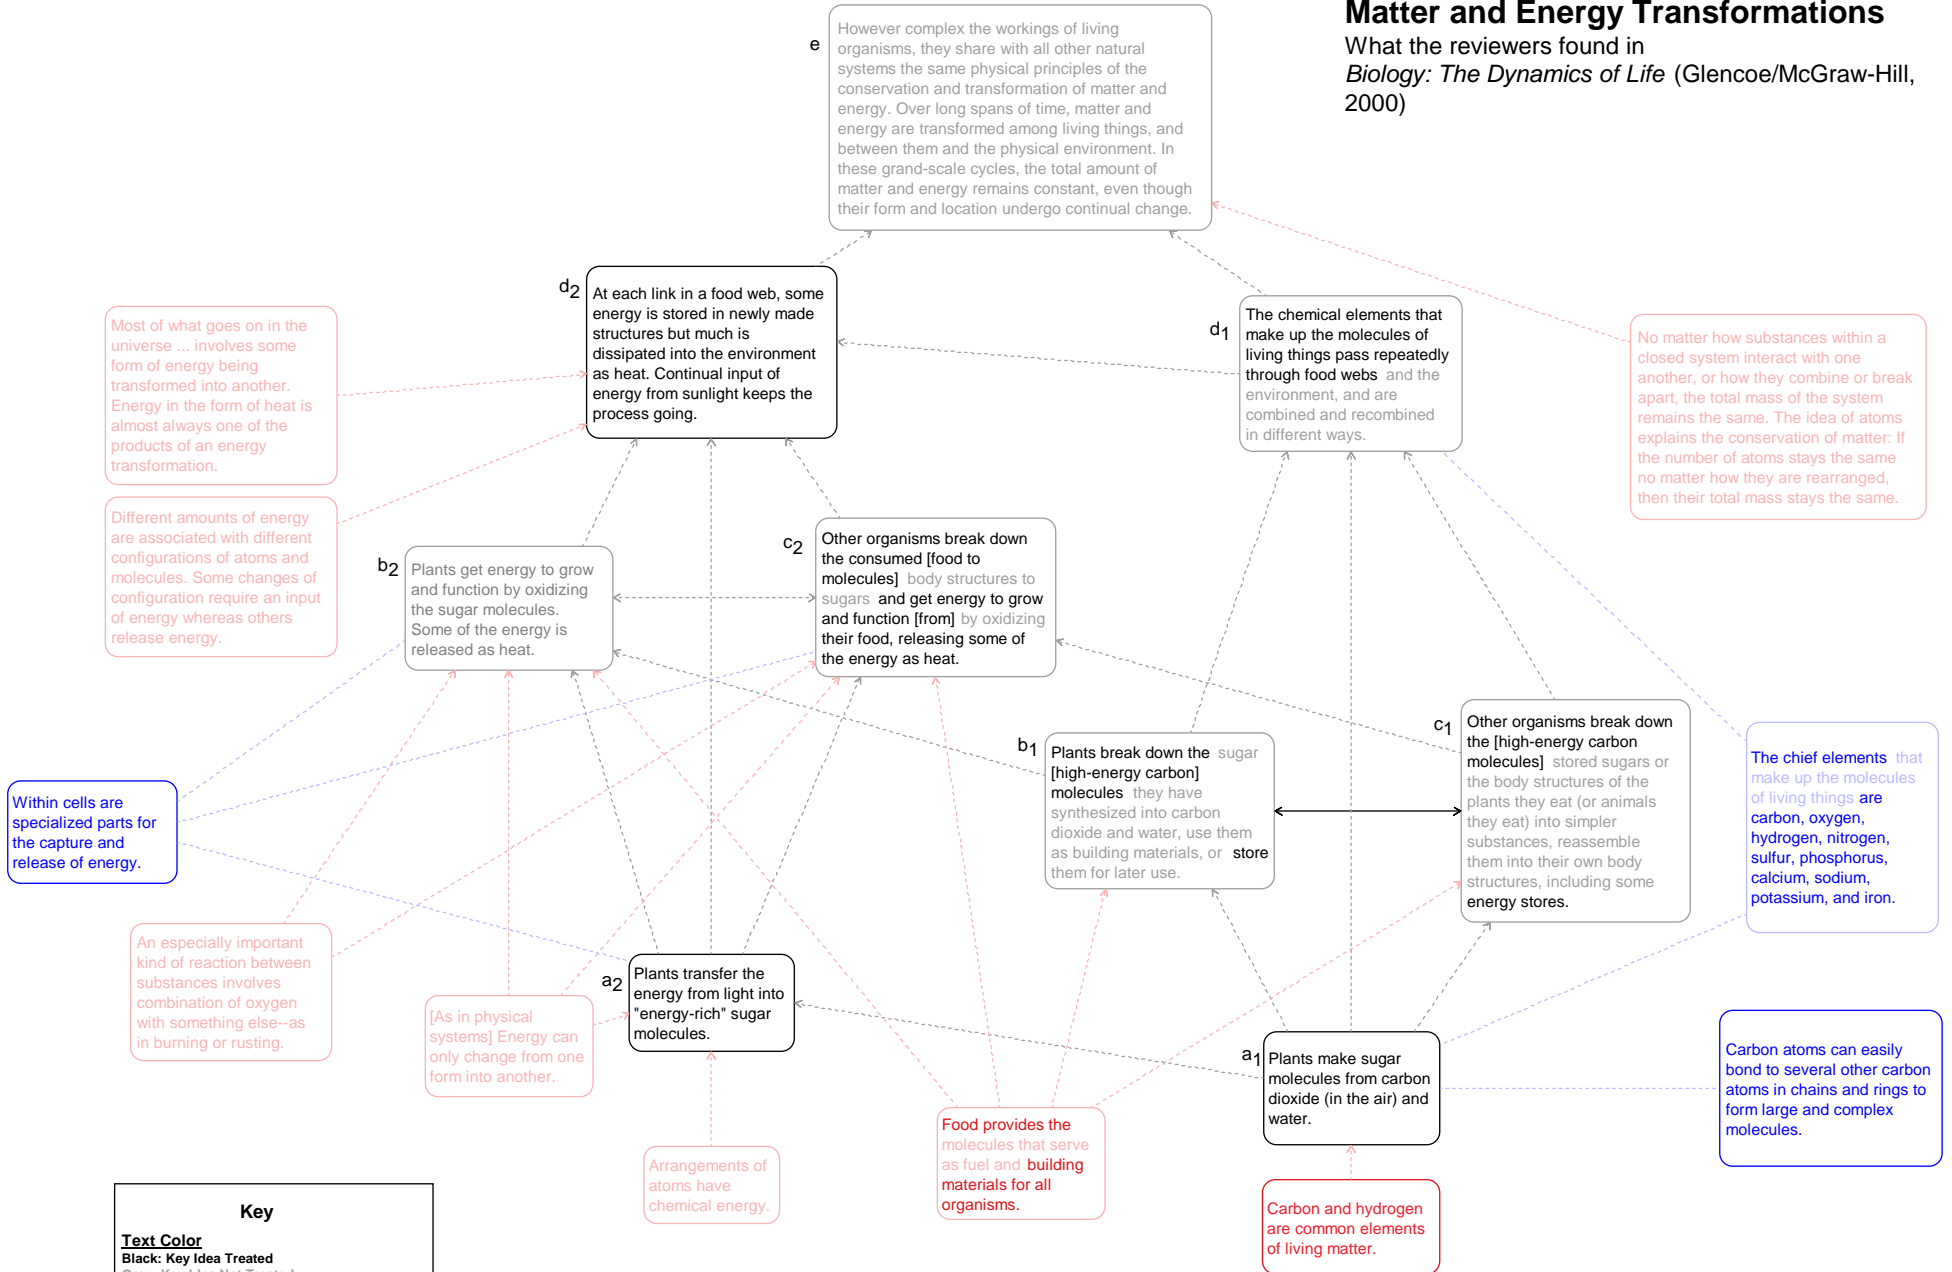 Matter and Energy Transformations
What the reviewers found in
Biology: The Dynamics of Life (Glencoe/McGraw-Hill,
2000)
e
However complex the workings of living
organisms, they share with all other natural
systems the same physical principles of the
conservation and transformation of matter and
energy. Over long spans of time, matter and
energy are transformed among living things, and
between them and the physical environment. In
these grand-scale cycles, the total amount of
matter and energy remains constant, even though
their form and location undergo continual change.
d2
At each link in a food web, some
energy is stored in newly made
structures but much is
dissipated into the environment
as heat. Continual input of
energy from sunlight keeps the
process going.
d1
The chemical elements that
make up the molecules of
living things pass repeatedly
through food webs and the
environment, and are
combined and recombined
in different ways.
Most of what goes on in the
universe ... involves some
form of energy being
transformed into another.
Energy in the form of heat is
almost always one of the
products of an energy
transformation.
No matter how substances within a
closed system interact with one
another, or how they combine or break
apart, the total mass of the system
remains the same. The idea of atoms
explains the conservation of matter: If
the number of atoms stays the same
no matter how they are rearranged,
then their total mass stays the same.
Different amounts of energy
are associated with different
configurations of atoms and
molecules. Some changes of
configuration require an input
of energy whereas others
release energy.
b2
Plants get energy to grow
and function by oxidizing
the sugar molecules.
Some of the energy is
released as heat.
c2
Other organisms break down
the consumed [food to
molecules] body structures to
sugars and get energy to grow
and function [from] by oxidizing
their food, releasing some of
the energy as heat.
b1
Plants break down the sugar
[high-energy carbon]
molecules they have
synthesized into carbon
dioxide and water, use them
as building materials, or store
them for later use.
c1
Other organisms break down
the [high-energy carbon
molecules] stored sugars or
the body structures of the
plants they eat (or animals
they eat) into simpler
substances, reassemble
them into their own body
structures, including some
energy stores.
The chief elements that
make up the molecules
of living things are
carbon, oxygen,
hydrogen, nitrogen,
sulfur, phosphorus,
calcium, sodium,
potassium, and iron.
Within cells are
specialized parts for
the capture and
release of energy.
An especially important
kind of reaction between
substances involves
combination of oxygen
with something else--as
in burning or rusting.
a2
Plants transfer the
energy from light into
"energy-rich" sugar
molecules.
[As in physical
systems] Energy can
only change from one
form into another.
a1
Plants make sugar
molecules from carbon
dioxide (in the air) and
water.
Carbon atoms can easily
bond to several other carbon
atoms in chains and rings to
form large and complex
molecules.
Food provides the
molecules that serve
as fuel and building
materials for all
organisms.
Arrangements of
atoms have
chemical energy.
Carbon and hydrogen
are common elements
of living matter.
Key
Text Color
Black: Key Idea Treated